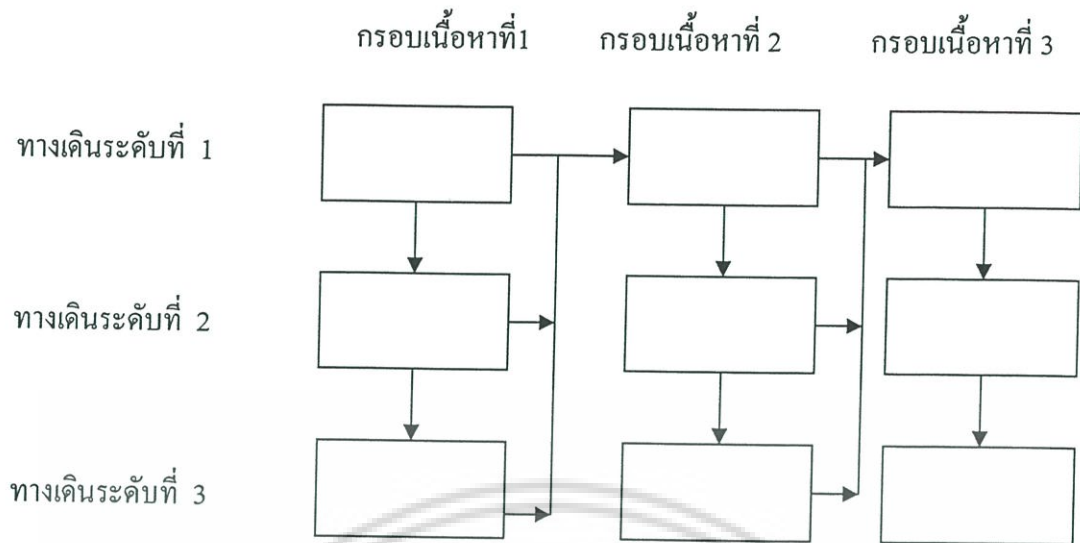 กรอบเนื้อหาที่1 กรอบเนื้อหาที่ 2 กรอบเนื้อหาที่ 3
ทางเดินระดับที่ 1
ทางเดินระดับที่ 2
ทางเดินระดับที่ 3